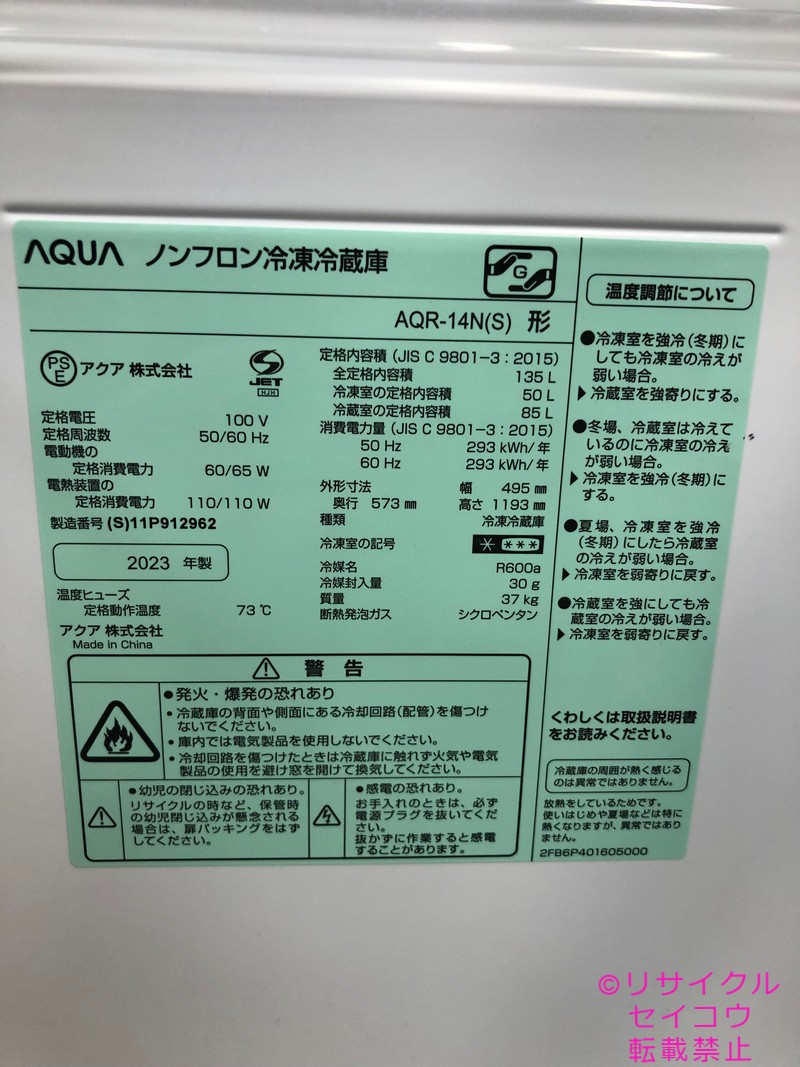 AQUA ノンフロン冷凍冷蔵庫
G
AQR-14N(S) 形
PS
E
アクア 株式会社
S
JET
HJH
定格電圧 100 V
定格周波数 50/60 Hz
電動機の
定格消費電力 60/65 W
電熱装置の
定格消費電力 110/110 W
製造番号 (S)11P912962
2023 年製
温度ヒューズ
定格動作温度 73 ℃
アクア 株式会社
Made in China
定格内容積 (JIS C 9801-3 : 2015)
全定格内容積 135 L
冷凍室の定格内容積 50 L
冷蔵室の定格内容積 85 L
消費電力量 (JIS C 9801-3 : 2015)
50 Hz 293 kWh/年
60 Hz 293 kWh/年
外形寸法 幅 495 ㎜
奥行 573 ㎜ 高さ 1193 ㎜
種類 冷凍冷蔵庫
冷凍室の記号
冷媒名 R600a
冷媒封入量 30 g
質量 37 kg
断熱発泡ガス シクロペンタン
警 告
●発火・爆発の恐れあり
・冷蔵庫の背面や側面にある冷却回路(配管)を傷つけ
ないでください。
・庫内では電気製品を使用しないでください。
・冷却回路を傷つけたときは冷蔵庫に触れず火気や電気
製品の使用を避け窓を開けて換気してください。
●幼児の閉じ込みの恐れあり。
リサイクルの時など、保管時
の幼児閉じ込みが懸念される
場合は、扉パッキングをはず
してください。
●感電の恐れあり。
お手入れのときは、必ず
電源プラグを抜いてくだ
さい。
抜かずに作業すると感電
することがあります。
温度調節について
●冷凍室を強冷(冬期)に
しても冷凍室の冷えが
弱い場合。
▶冷蔵室を強寄りにする。
●冬場、冷蔵室は冷えて
いるのに冷凍室の冷え
が弱い場合。
▶冷凍室を強冷(冬期)に
する。
●夏場、冷凍室を強冷
(冬期)にしたら冷蔵室
の冷えが弱い場合。
▶冷凍室を弱寄りに戻す。
●冷蔵室を強にしても冷
蔵室の冷えが弱い場合。
▶冷凍室を弱寄りに戻す。
くわしくは取扱説明書
をお読みください。
冷蔵庫の周囲が熱く感じる
のは異常ではありません。
放熱をしているためです。
使いはじめや夏場などは特に
熱くなりますが、異常ではあり
ません。
2FB6P401605000
©リサイクル
セイコウ
転載禁止